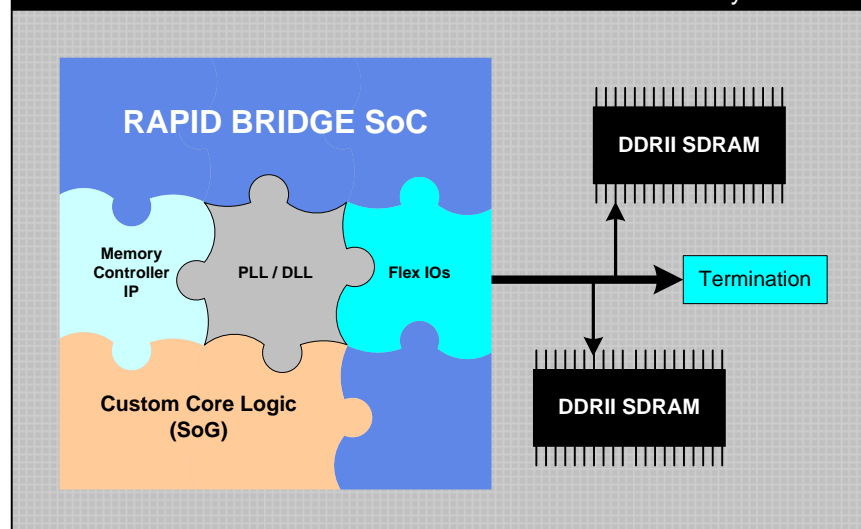 RAPID BRIDGE SoC
DDRII SDRAM
Memory
Controller
IP
PLL / DLL
Flex IOs
Termination
Custom Core Logic
(SoG)
DDRII SDRAM